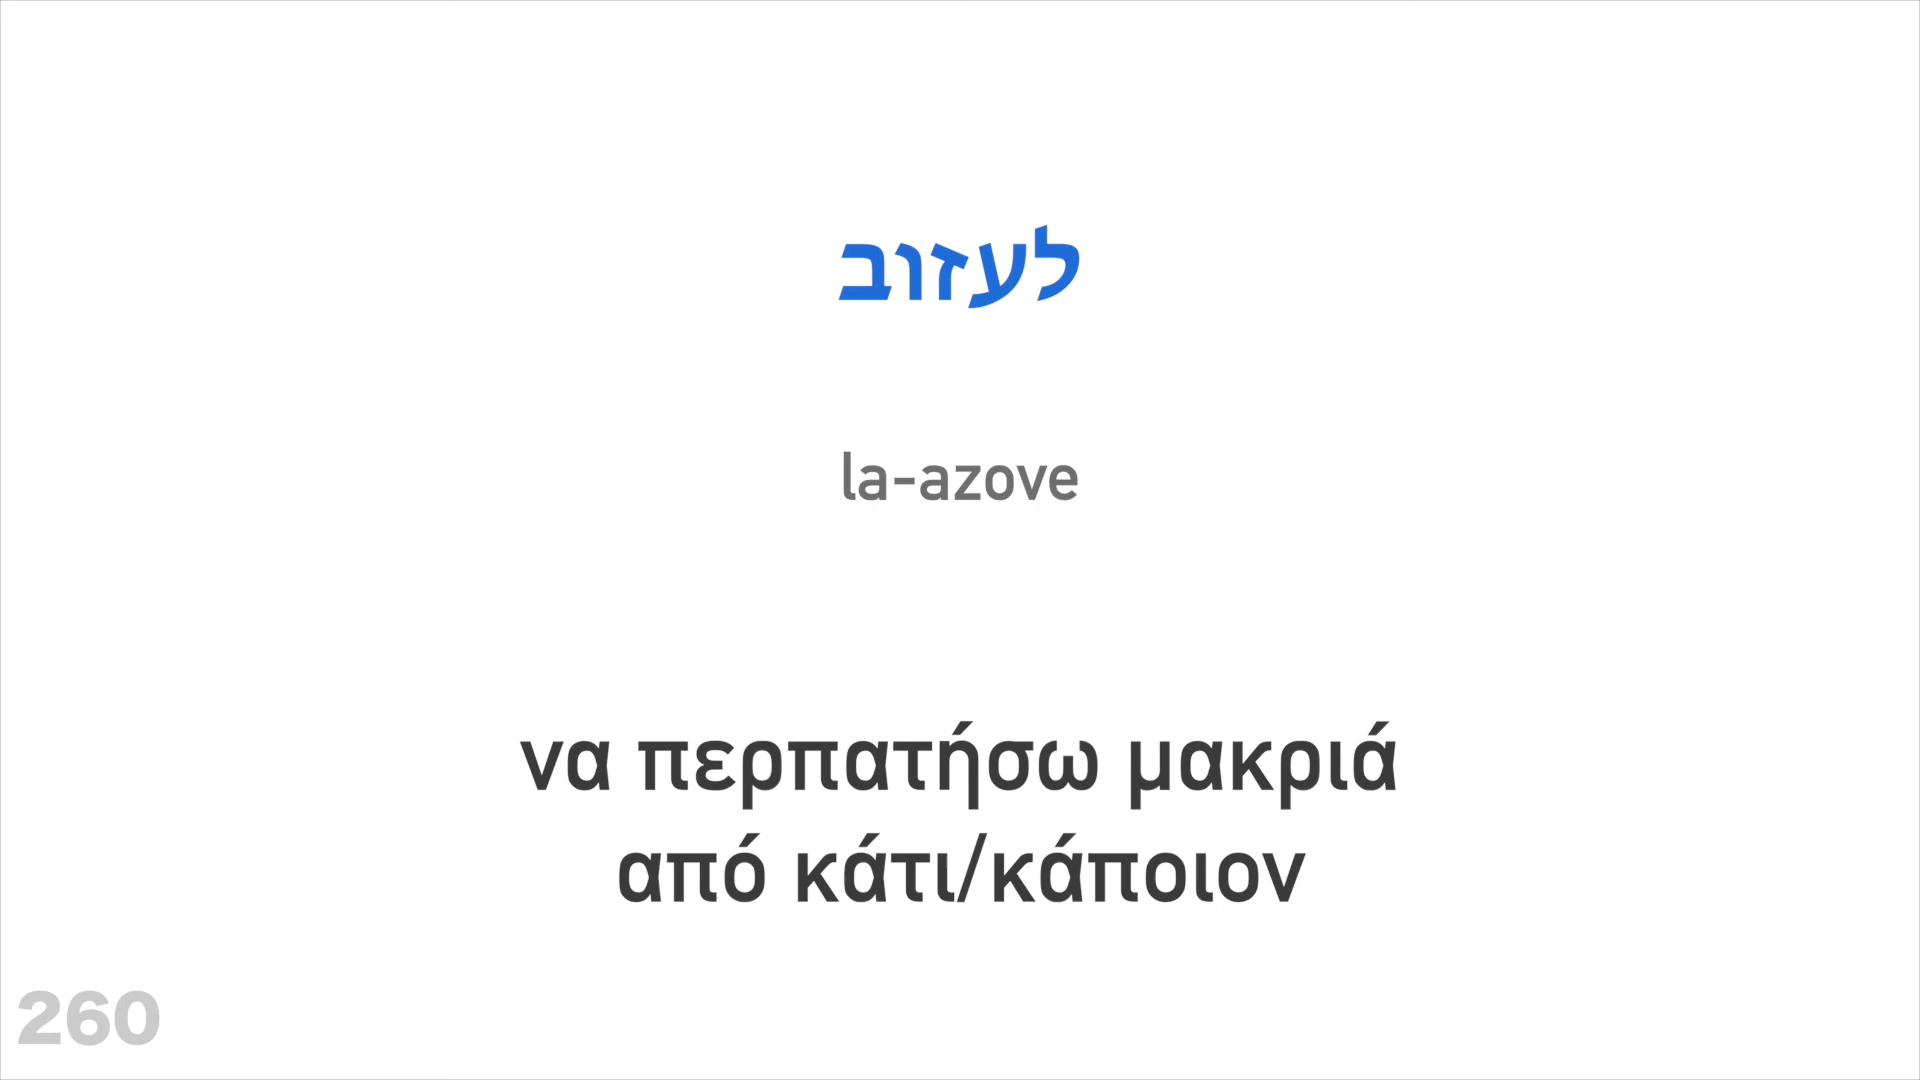 לעזוב
la-azove
να περπατήσω μακριά
από κάτι/κάποιον
260